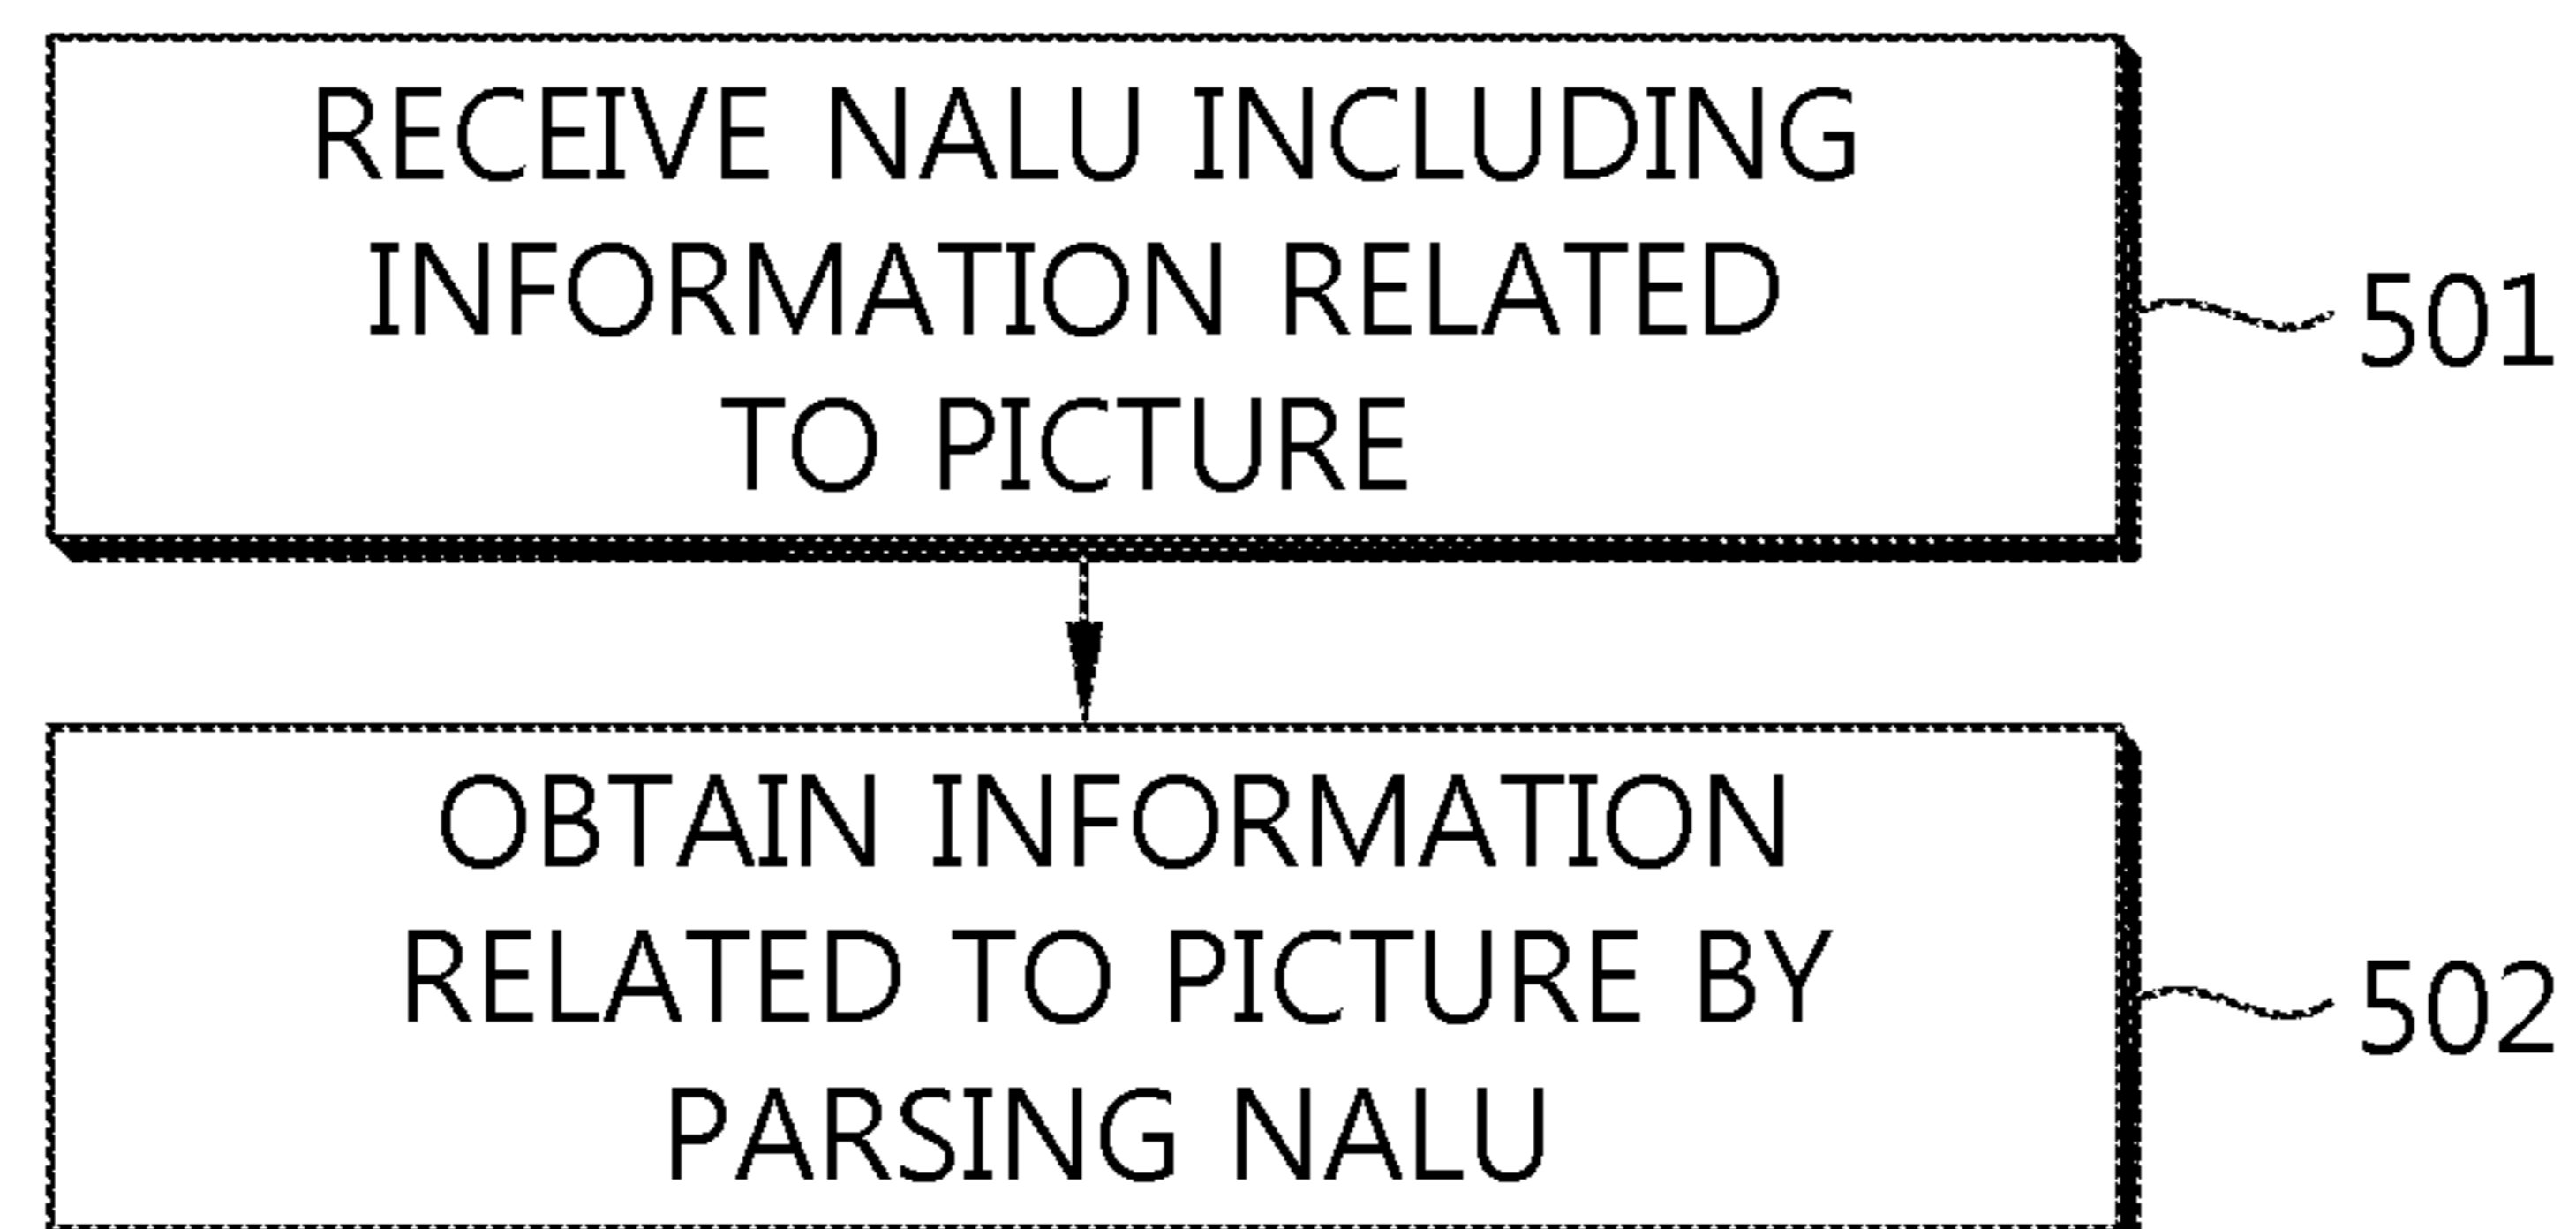 RECEIVE NALU INCLUDING
INFORMATION RELATED
TO PICTURE
501
OBTAIN INFORMATION
RELATED TO PICTURE BY
PARSING NALU
502